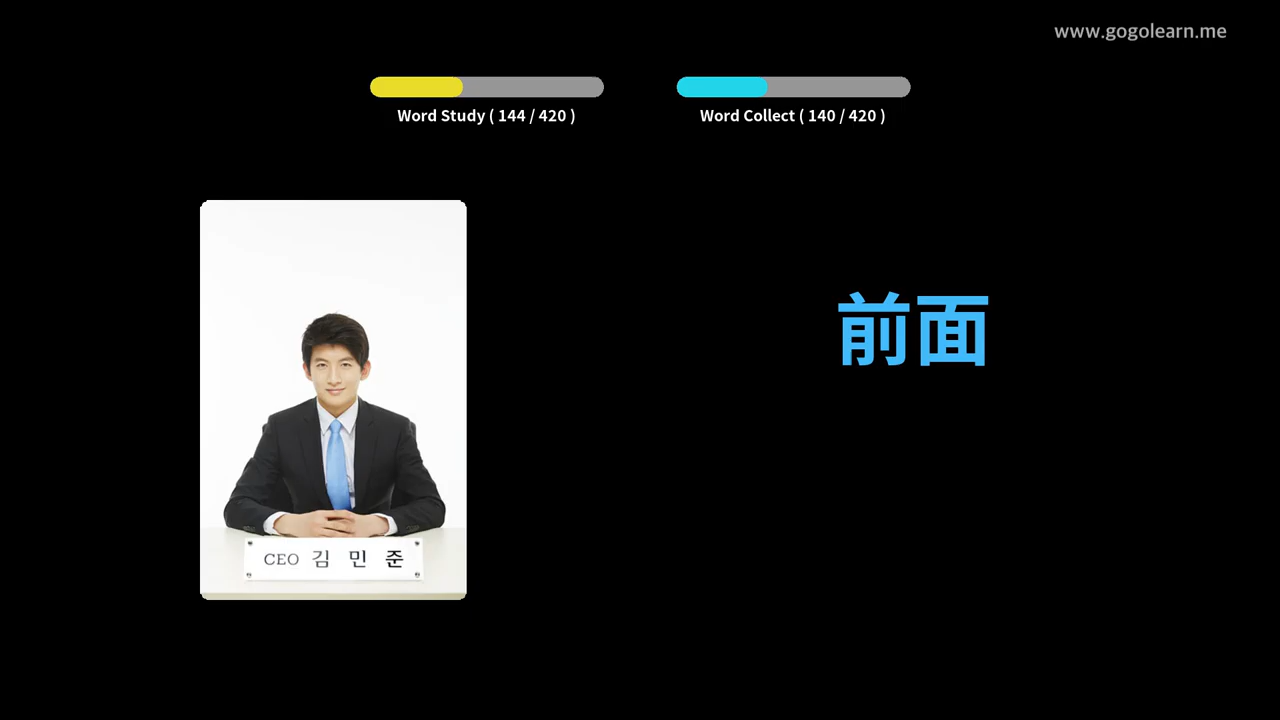 www.gogolearn.me
Word Study ( 144 / 420 )
Word Collect ( 140 / 420 )
前面
CEO 김 민 준